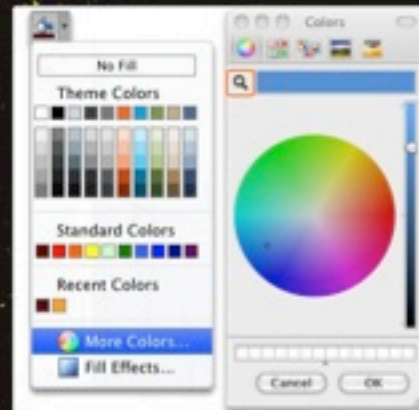 No Fill
Theme Colors
Standard Colors
Recent Colors
More Colors...
Fill Effects...
Colors
Cancel
OK